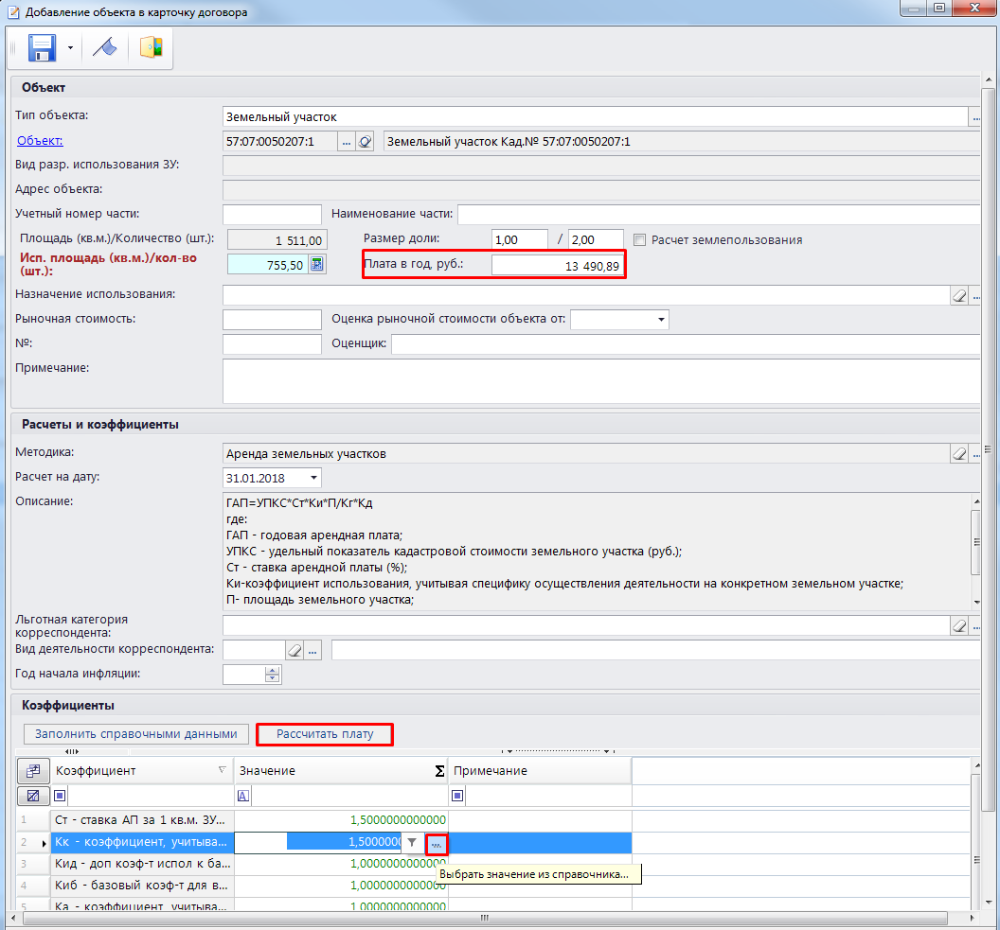 Добавление объекта в карточку договора
Объект
Тип объекта: Земельный участок ...
Объект: 57:07:0050207:1 ... Земельный участок Кад.№ 57:07:0050207:1
Вид разр. использования ЗУ:
Адрес объекта:
Учетный номер части: Наименование части:
Площадь (кв.м.)/Количество (шт.): 1 511,00 Размер доли: 1,00 / 2,00 Расчет землепользования
Исп. площадь (кв.м.)/кол-во
(шт.): 755,50 Плата в год, руб.: 13 490,89
Назначение использования: ...
Рыночная стоимость: Оценка рыночной стоимости объекта от:
№: Оценщик:
Примечание:
Расчеты и коэффициенты
Методика: Аренда земельных участков ...
Расчет на дату: 31.01.2018
Описание: ГАП=УПКС*Ст*Ки*П/Кг*Кд
где:
ГАП - годовая арендная плата;
УПКС - удельный показатель кадастровой стоимости земельного участка (руб.);
Ст - ставка арендной платы (%);
Ки-коэффициент использования, учитывая специфику осуществления деятельности на конкретном земельном участке;
П- площадь земельного участка;
Льготная категория
корреспондента: ...
Вид деятельности корреспондента: ...
Год начала инфляции:
Коэффициенты
Заполнить справочными данными Рассчитать плату
Коэффициент Значение Σ Примечание
A
1 Ст - ставка АП за 1 кв.м. ЗУ... 1,5000000000000
2 Кк - коэффициент, учитыва... 1,5000000 ...
3 Кид - доп коэф-т испол к ба... 1,0000000000000
Выбрать значение из справочника...
4 Киб - базовый коэф-т для в... 1,0000000000000
5 Ка - коэффициент, учитыва... 1,0000000000000